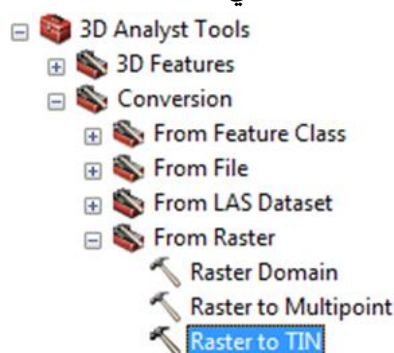 3D Analyst Tools
3D Features
Conversion
From Feature Class
From File
From LAS Dataset
From Raster
Raster Domain
Raster to Multipoint
Raster to TIN